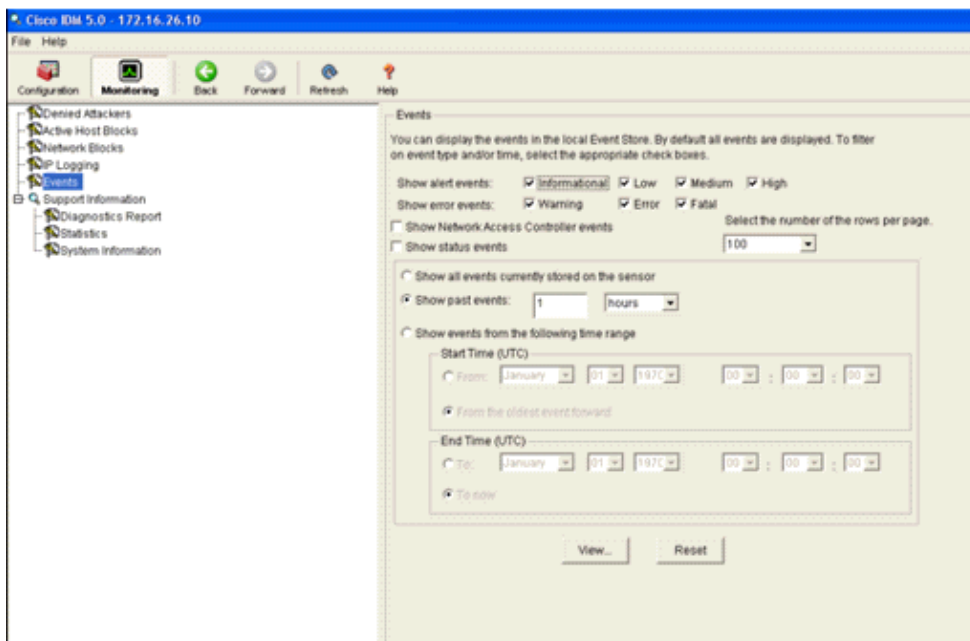 Cisco IDM 5.0 - 172.16.26.10
File Help
Configuration Monitoring Back Forward Refresh Help
Denied Attackers
Active Host Blocks
Network Blocks
IP Logging
Events
Support Information
Diagnostics Report
Statistics
System Information
Events
You can display the events in the local Event Store. By default all events are displayed. To filter
on event type and/or time, select the appropriate check boxes.
Show alert events: Informational Low Medium High
Show error events: Warning Error Fatal
Show Network Access Controller events
Show status events
Select the number of the rows per page.
100
Show all events currently stored on the sensor
Show past events: 1 hours
Show events from the following time range
Start Time (UTC)
From: January 01 1970 00 : 00 : 00
From the oldest event forward
End Time (UTC)
To: January 01 1970 00 : 00 : 00
To now
View... Reset